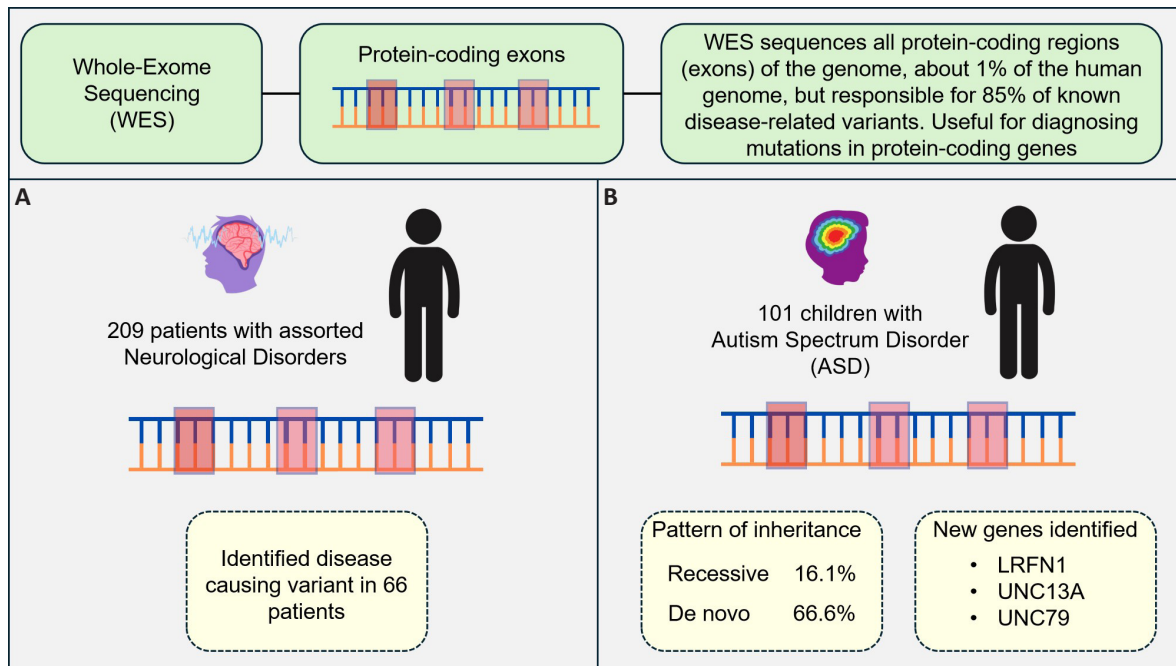 Whole-Exome
Sequencing
(WES)
Protein-coding exons
WES sequences all protein-coding regions
(exons) of the genome, about 1% of the human
genome, but responsible for 85% of known
disease-related variants. Useful for diagnosing
mutations in protein-coding genes
A
209 patients with assorted
Neurological Disorders
Identified disease
causing variant in 66
patients
B
101 children with
Autism Spectrum Disorder
(ASD)
Pattern of inheritance
Recessive 16.1%
De novo 66.6%
New genes identified
• LRFN1
• UNC13A
• UNC79